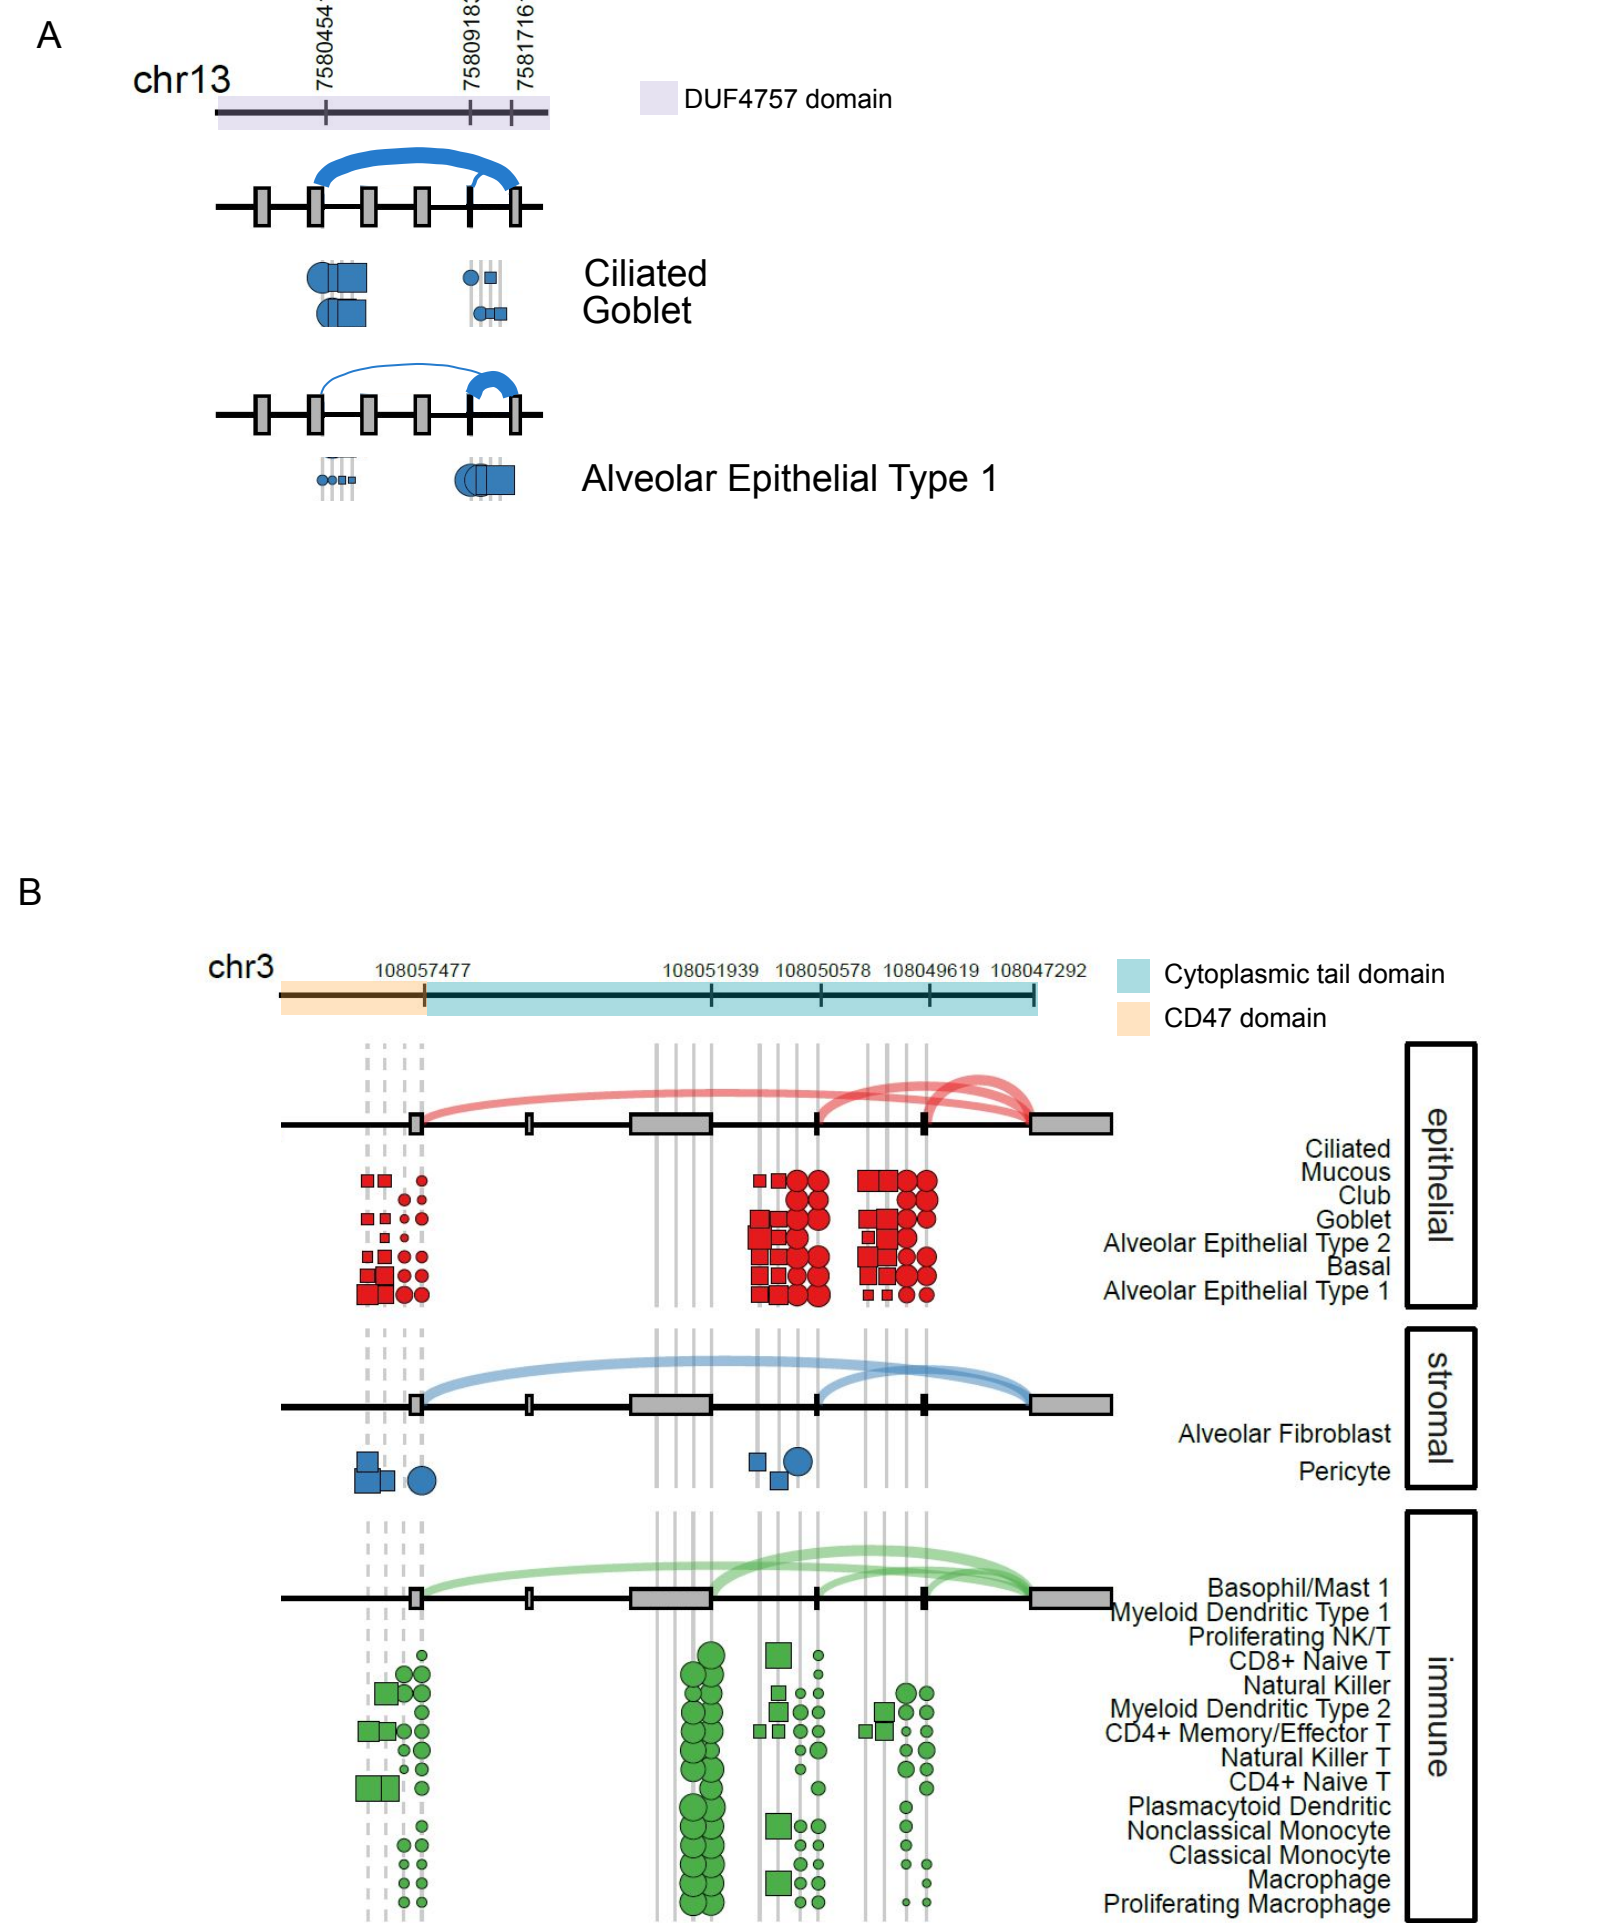 A
chr13
DUF4757 domain
Ciliated
Goblet
Alveolar Epithelial Type 1
B
chr3
108057477
108051939
108050578
108049619
108047292
Cytoplasmic tail domain
CD47 domain
epithelial
Ciliated
Mucous
Club
Goblet
Alveolar Epithelial Type 2
Basal
Alveolar Epithelial Type 1
stromal
Alveolar Fibroblast
Pericyte
immune
Basophil/Mast 1
Myeloid Dendritic Type 1
Proliferating NK/T
CD8+ Naive T
Natural Killer
Myeloid Dendritic Type 2
CD4+ Memory/Effector T
Natural Killer T
CD4+ Naive T
Plasmacytoid Dendritic
Nonclassical Monocyte
Classical Monocyte
Macrophage
Proliferating Macrophage